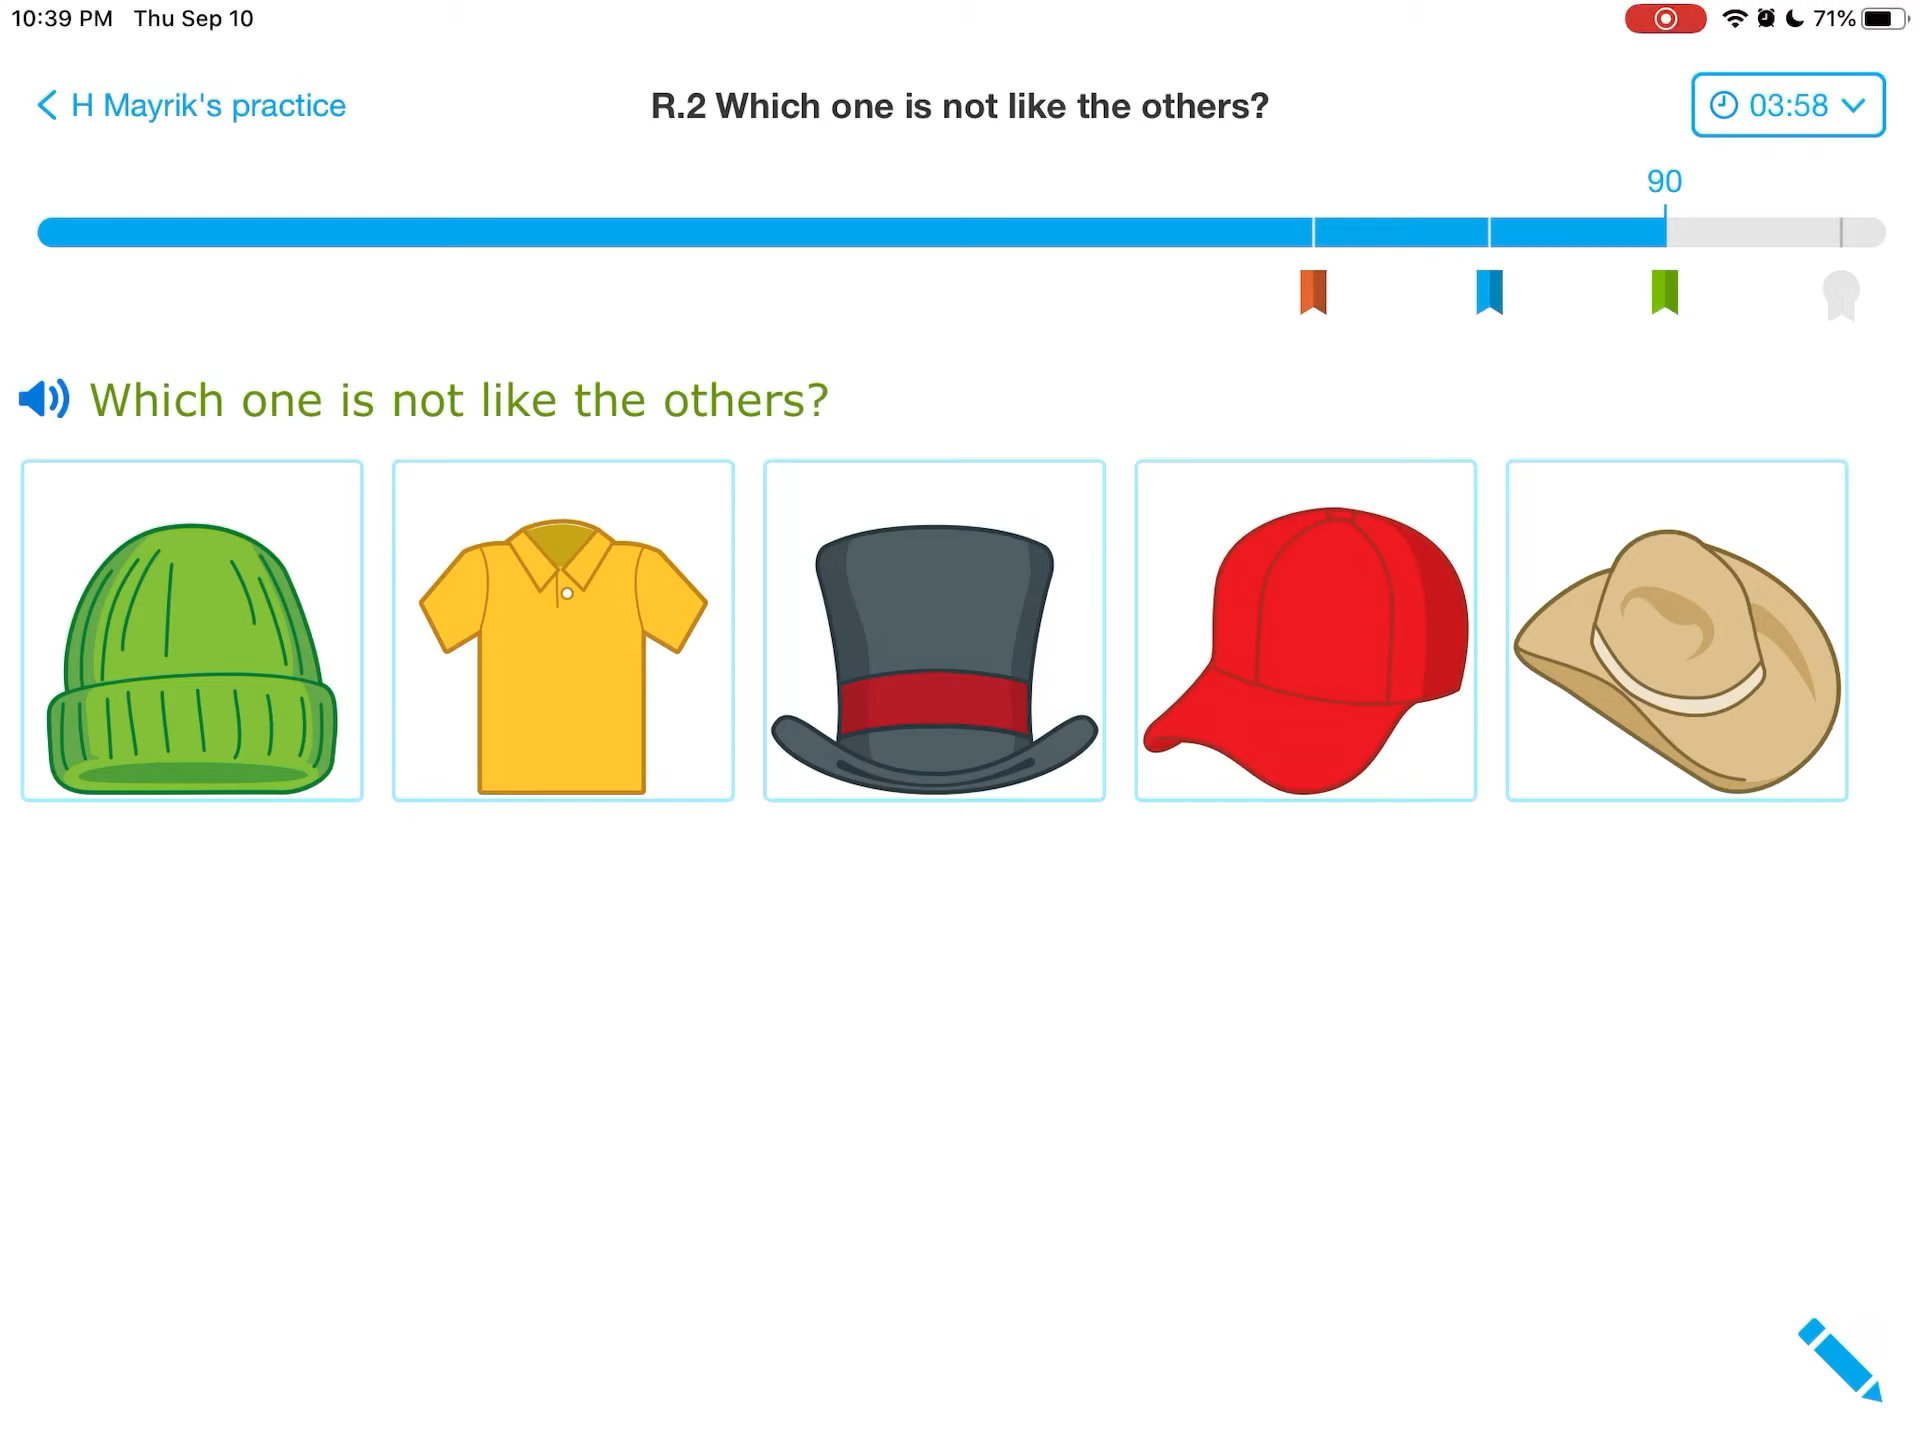 10:39 PM Thu Sep 10 71%
H Mayrik's practice R.2 Which one is not like the others? 03:58
90
Which one is not like the others?